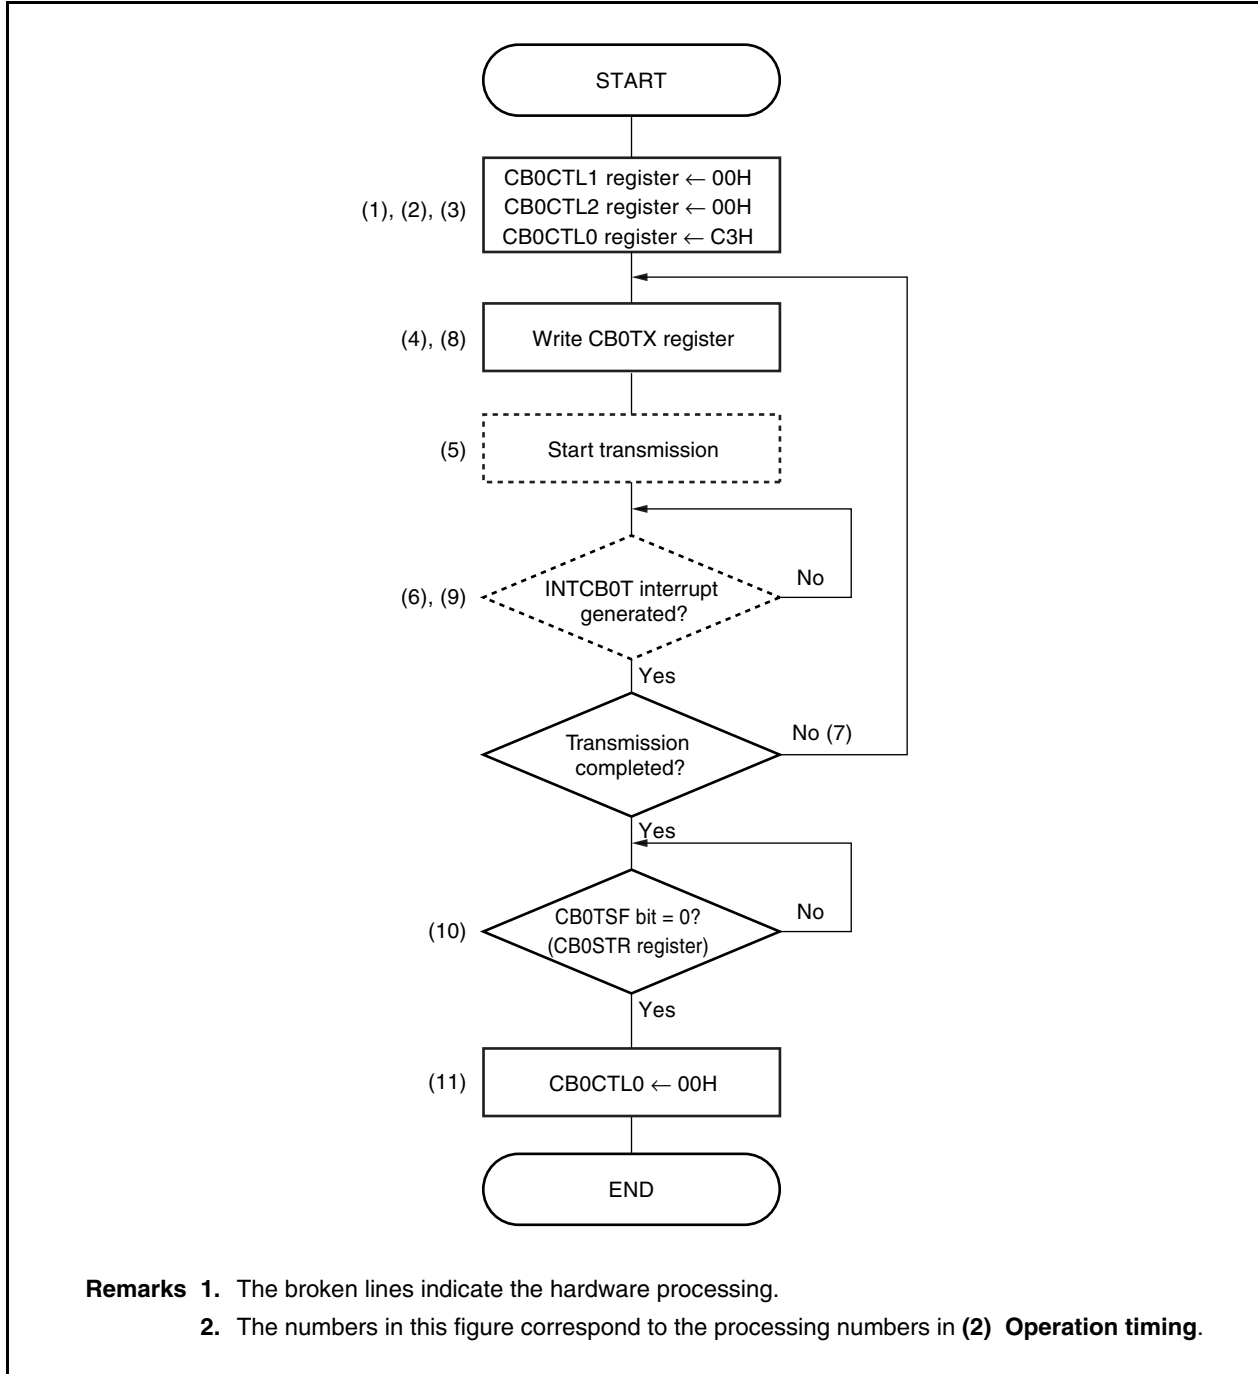 START
CB0CTL1 register ← 00H
(1), (2), (3)
CB0CTL2 register ← 00H
CB0CTL0 register ← C3H
(4), (8)
Write CB0TX register
(5)
Start transmission
No
INTCB0T interrupt
(6), (9)
generated?
Yes
No (7)
Transmission
completed?
Yes
No
CB0TSF bit = 0?
(10)
(CB0STR register)
Yes
(11)
CB0CTL0 ← 00H
END
Remarks 1. The broken lines indicate the hardware processing.
2. The numbers in this figure correspond to the processing numbers in (2) Operation timing.